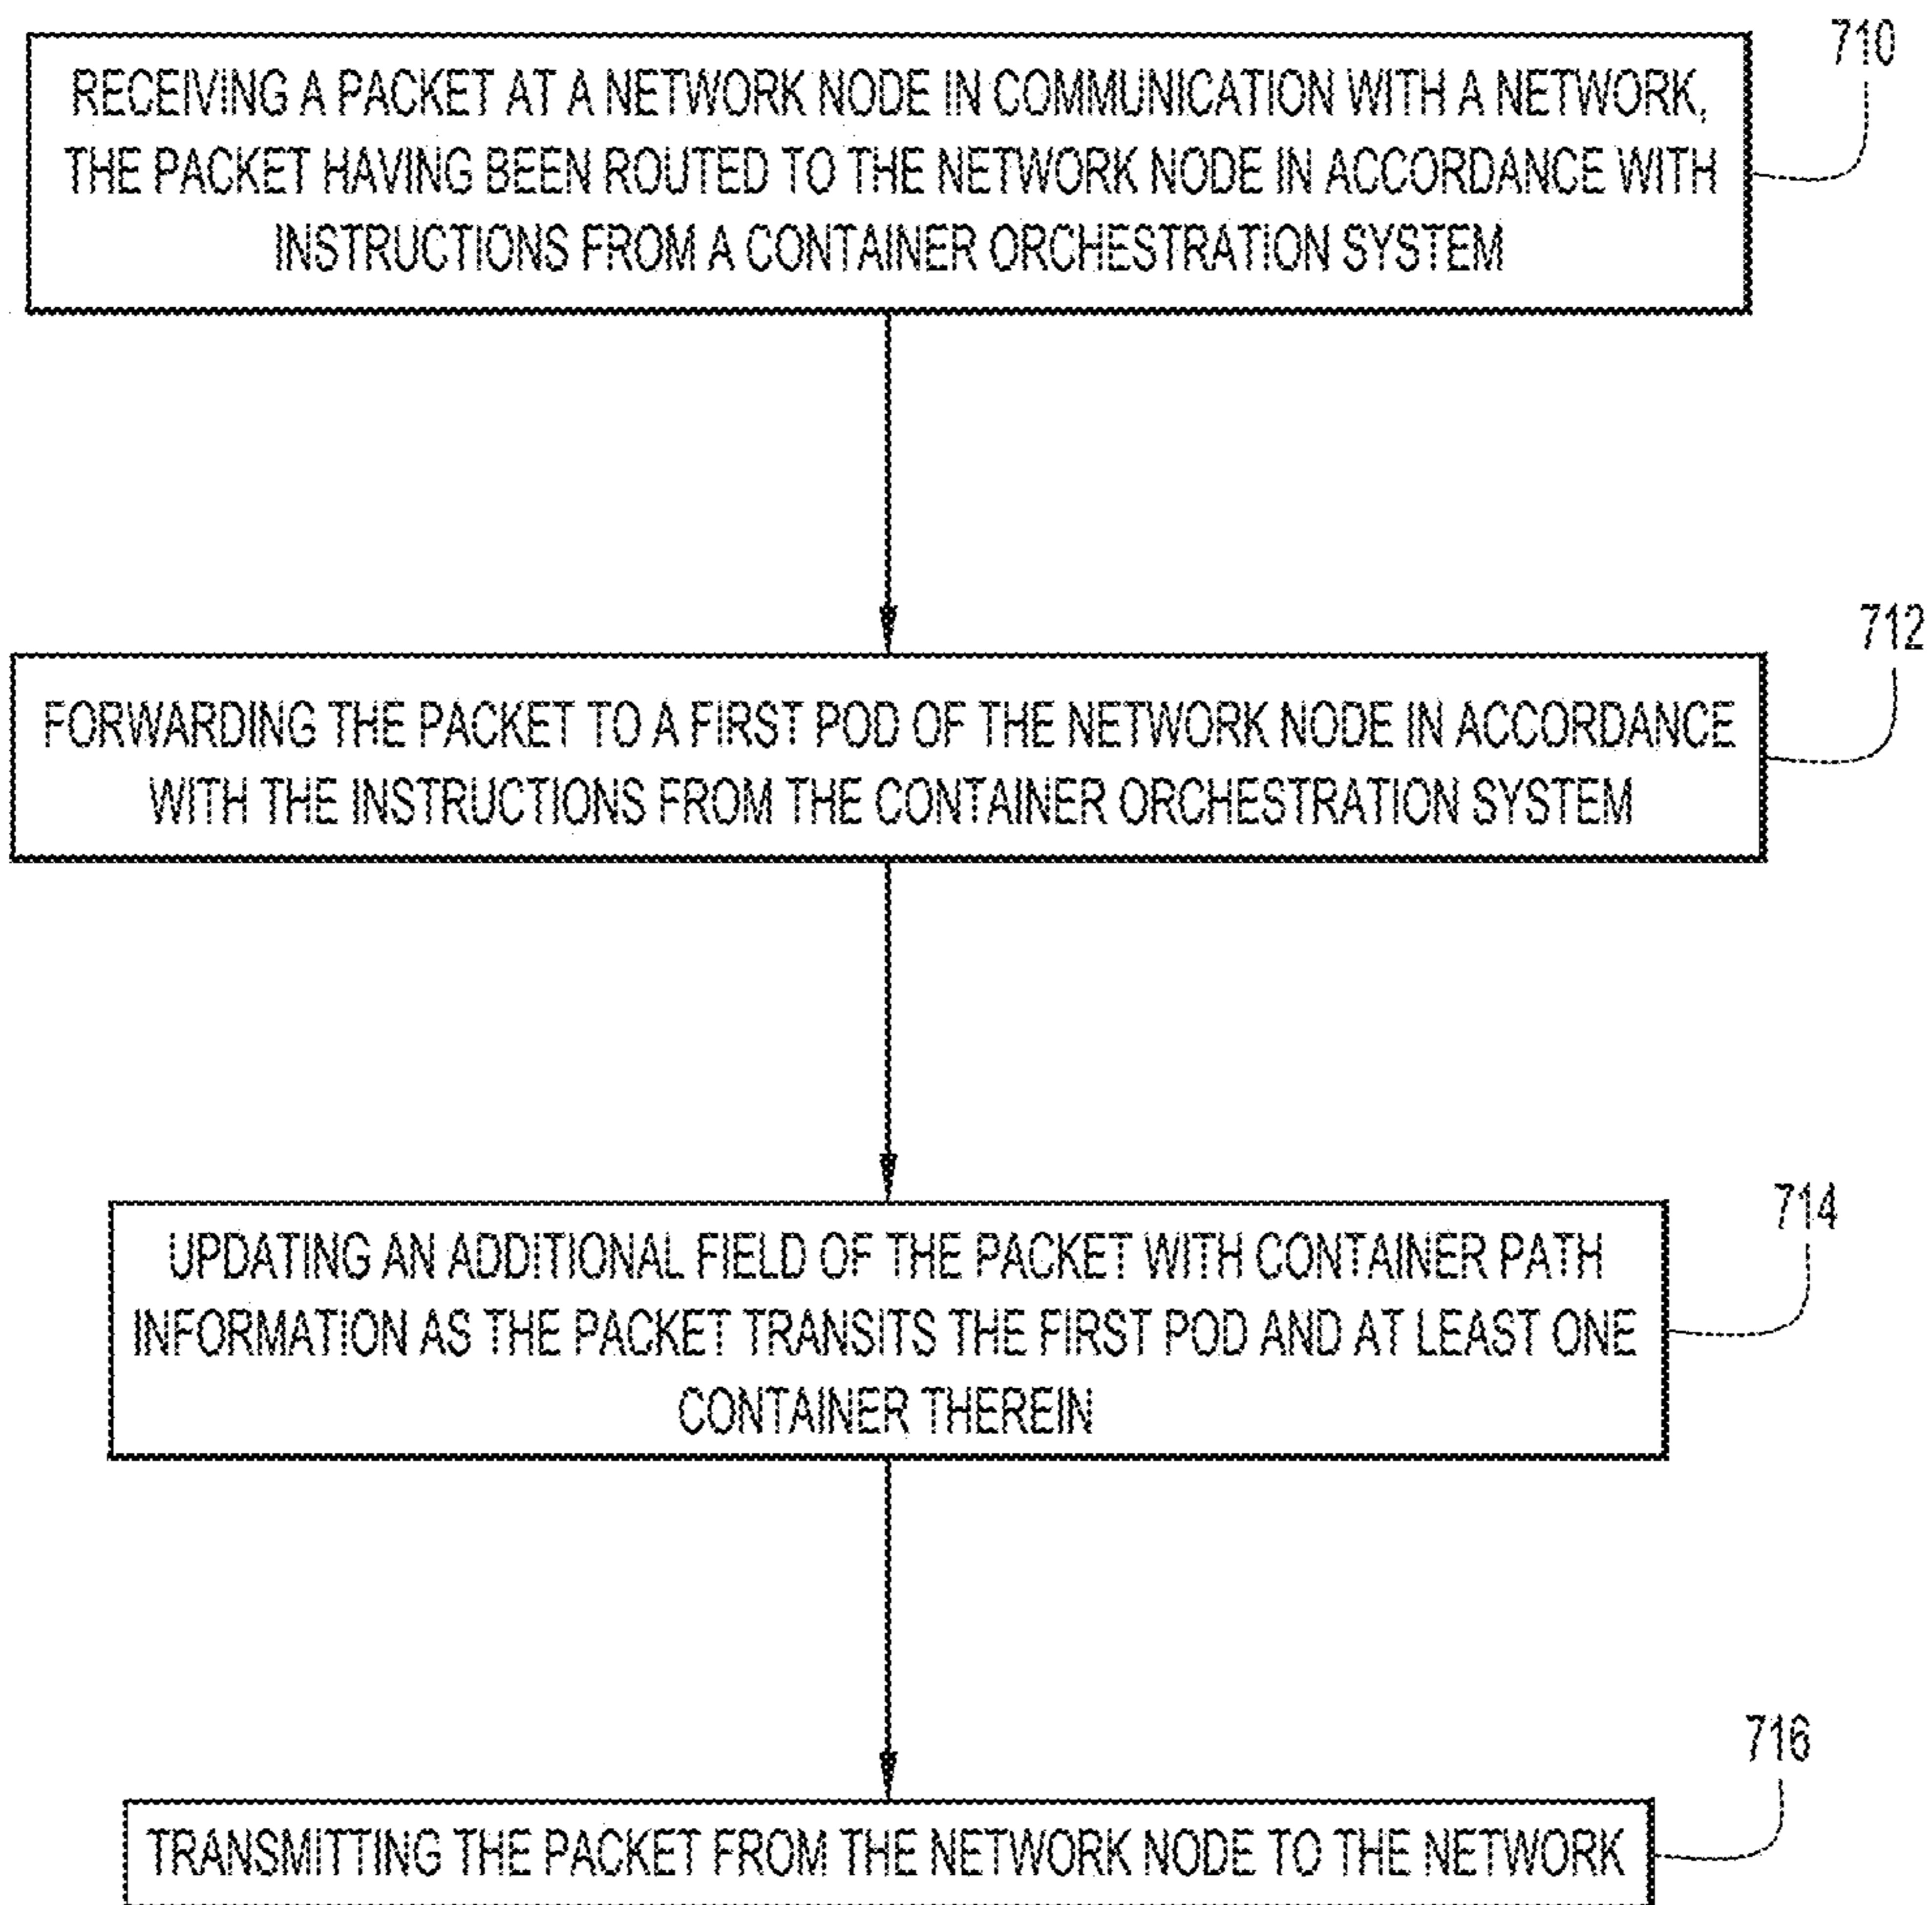 710
RECEIVING A PACKET AT A NETWORK NODE IN COMMUNICATION WITH A NETWORK,
THE PACKET HAVING BEEN ROUTED TO THE NETWORK NODE IN ACCORDANCE WITH
INSTRUCTIONS FROM A CONTAINER ORCHESTRATION SYSTEM
712
FORWARDING THE PACKET TO A FIRST POD OF THE NETWORK NODE IN ACCORDANCE
WITH THE INSTRUCTIONS FROM THE CONTAINER ORCHESTRATION SYSTEM
714
UPDATING AN ADDITIONAL FIELD OF THE PACKET WITH CONTAINER PATH
INFORMATION AS THE PACKET TRANSITS THE FIRST POD AND AT LEAST ONE
CONTAINER THEREIN
716
TRANSMITTING THE PACKET FROM THE NETWORK NODE TO THE NETWORK